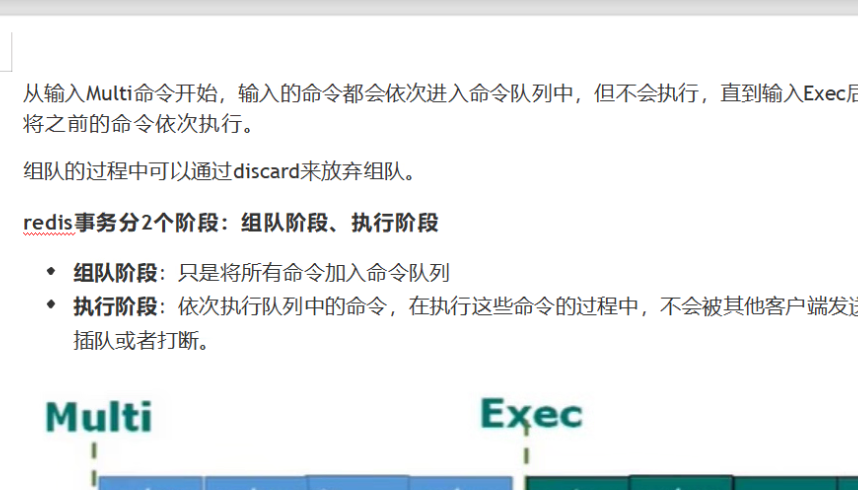 从输入Multi命令开始，输入的命令都会依次进入命令队列中，但不会执行，直到输入Exec后
将之前的命令依次执行。
组队的过程中可以通过discard来放弃组队。
redis事务分2个阶段：组队阶段、执行阶段
• 组队阶段：只是将所有命令加入命令队列
• 执行阶段：依次执行队列中的命令，在执行这些命令的过程中，不会被其他客户端发送
插队或者打断。
Multi
Exec